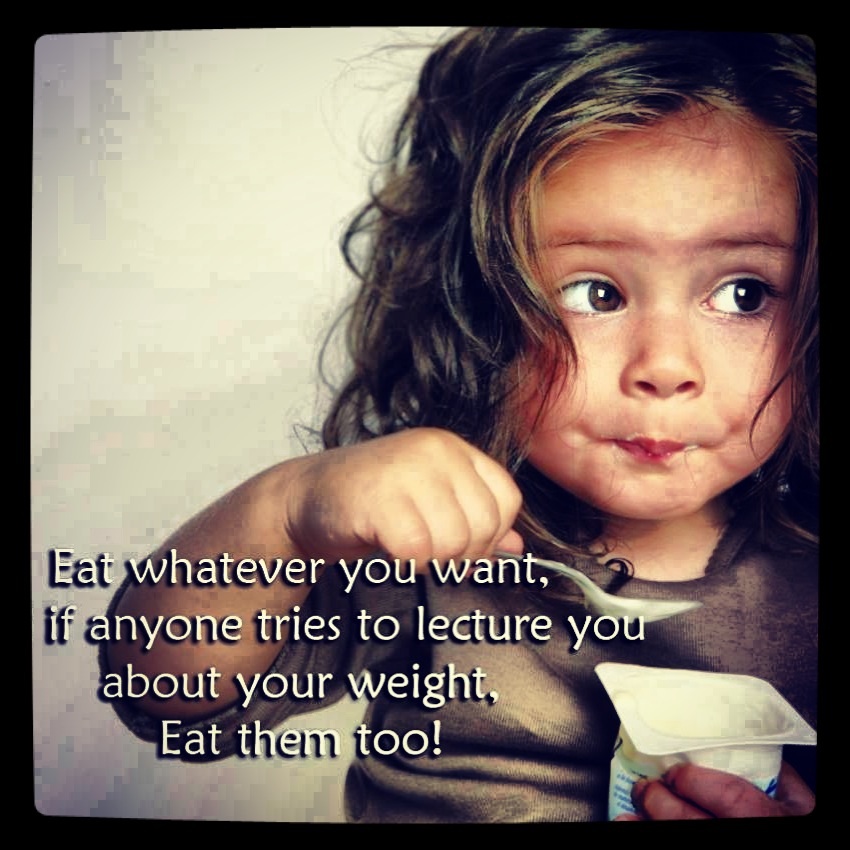 Eat whatever you want,
if anyone tries to lecture you
about your weight,
Eat them too!